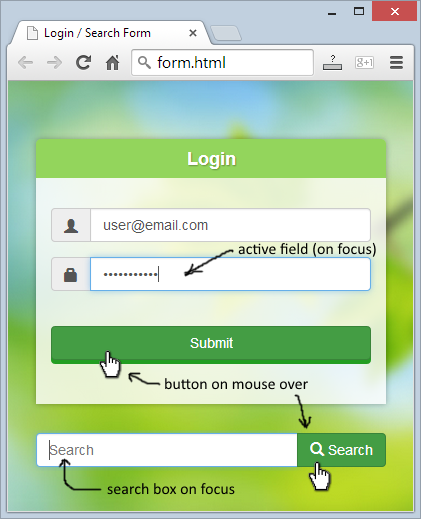 Login / Search Form
form.html
?
g+1
Login
user@email.com
active field (on focus)
•••••••••••
Submit
button on mouse over
Search
Search
search box on focus